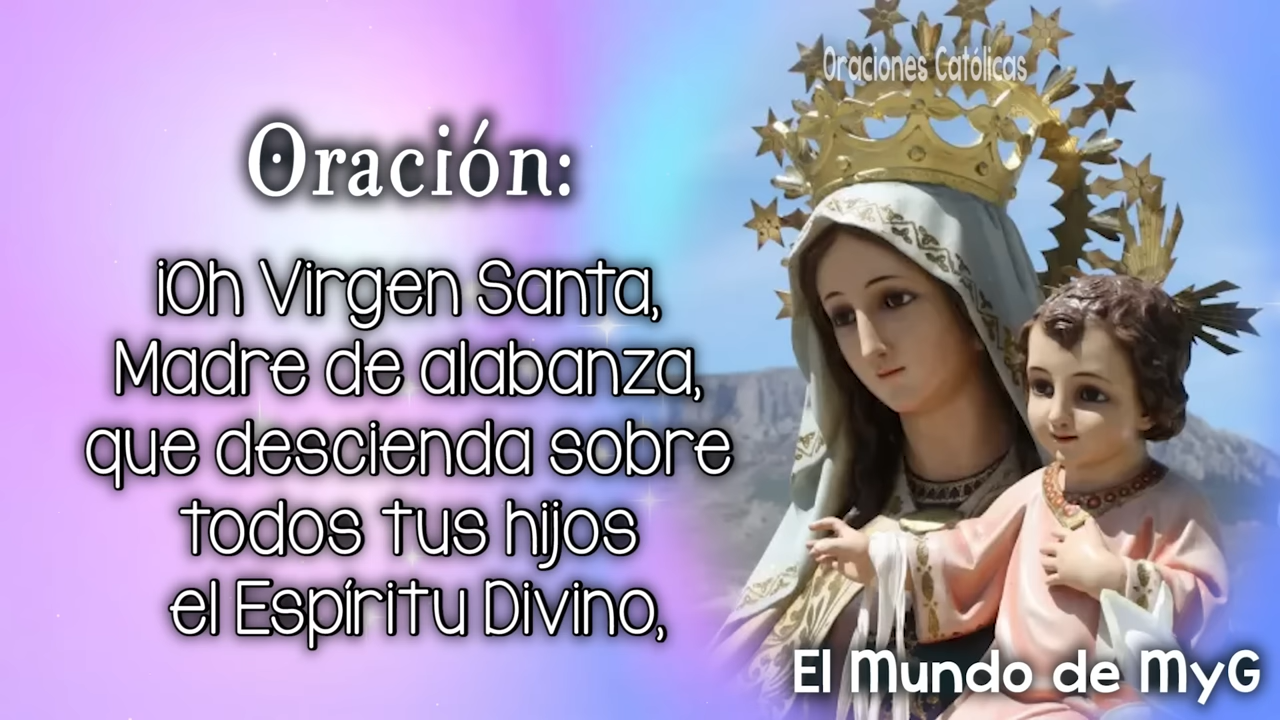 Oraciones Católicas
Oración:
¡Oh Virgen Santa,
Madre de alabanza,
que descienda sobre
todos tus hijos
el Espíritu Divino,
El Mundo de MyG